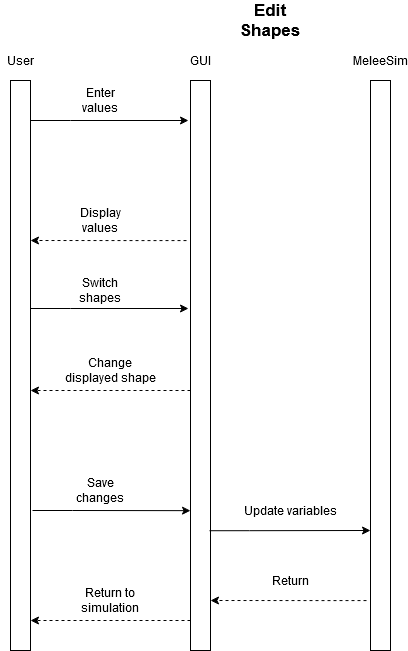 Edit
Shapes
User
GUI
MeleeSim
Enter
values
Display
values
Switch
shapes
Change
displayed shape
Save
changes
Update variables
Return
Return to
simulation